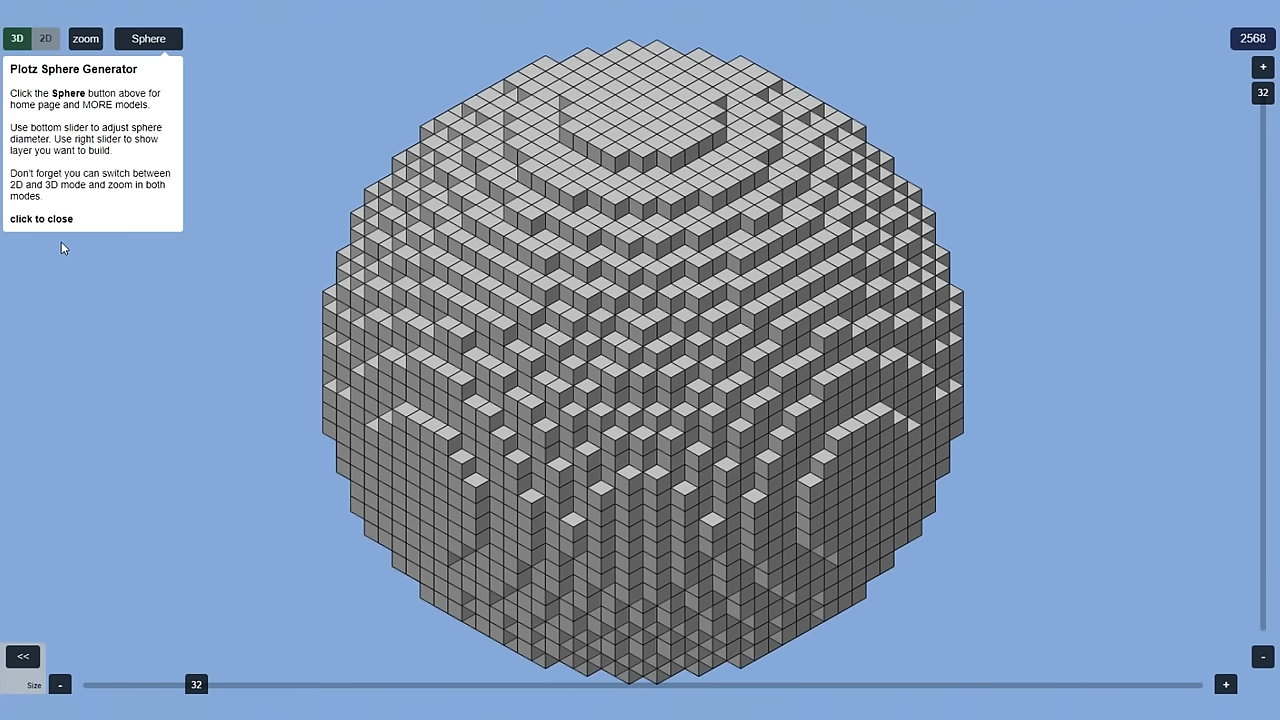 3D 2D zoom Sphere 2568
Plotz Sphere Generator
Click the Sphere button above for
home page and MORE models.
Use bottom slider to adjust sphere
diameter. Use right slider to show
layer you want to build.
Don't forget you can switch between
2D and 3D mode and zoom in both
modes.
click to close
+
32
-
<<
Size - 32 +